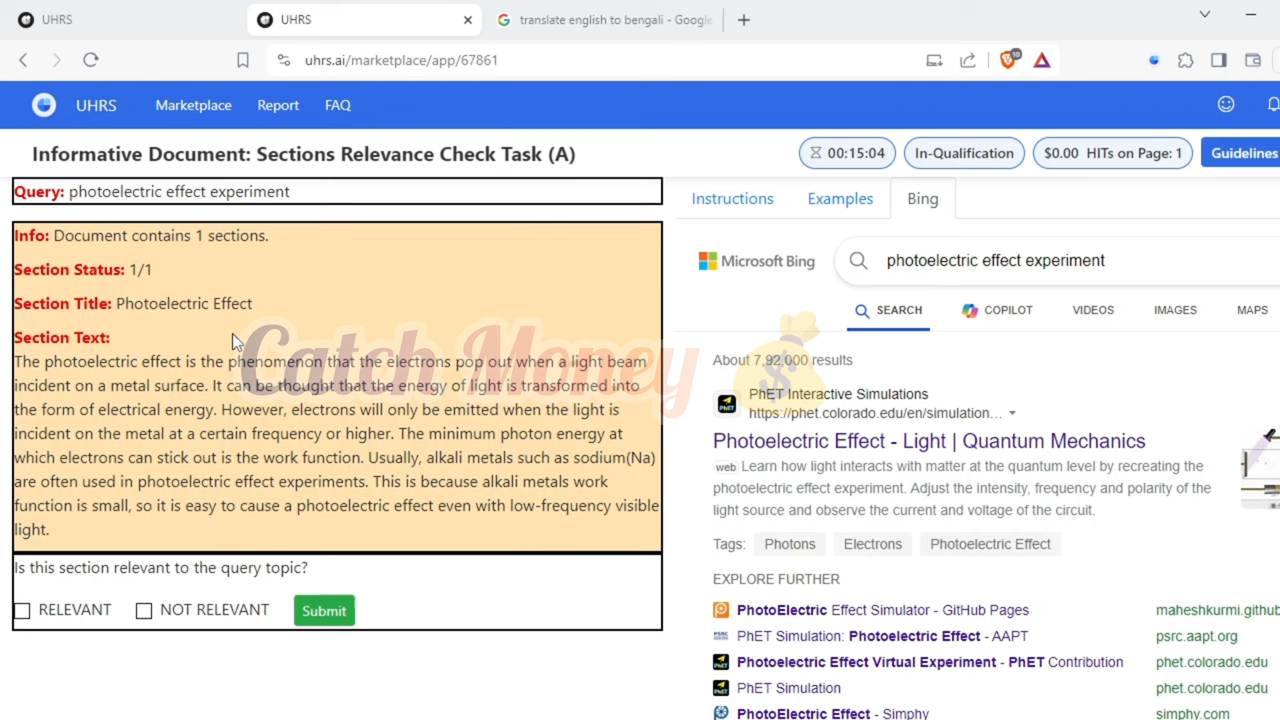 UHRS
UHRS
translate english to bengali - Google
uhrs.ai/marketplace/app/67861
10
UHRS
Marketplace
Report
FAQ
Informative Document: Sections Relevance Check Task (A)
00:15:04
In-Qualification
$0.00 HITs on Page: 1
Guidelines
Query: photoelectric effect experiment
Info: Document contains 1 sections.
Section Status: 1/1
Section Title: Photoelectric Effect
Section Text:
The photoelectric effect is the phenomenon that the electrons pop out when a light beam
incident on a metal surface. It can be thought that the energy of light is transformed into
the form of electrical energy. However, electrons will only be emitted when the light is
incident on the metal at a certain frequency or higher. The minimum photon energy at
which electrons can stick out is the work function. Usually, alkali metals such as sodium(Na)
are often used in photoelectric effect experiments. This is because alkali metals work
function is small, so it is easy to cause a photoelectric effect even with low-frequency visible
light.
Catch Money
Is this section relevant to the query topic?
RELEVANT
NOT RELEVANT
Submit
Instructions
Examples
Bing
Microsoft Bing
photoelectric effect experiment
SEARCH
COPILOT
VIDEOS
IMAGES
MAPS
About 7,92,000 results
PhET
PhET Interactive Simulations
https://phet.colorado.edu/en/simulation…
Photoelectric Effect - Light | Quantum Mechanics
web Learn how light interacts with matter at the quantum level by recreating the
photoelectric effect experiment. Adjust the intensity, frequency and polarity of the
light source and observe the current and voltage of the circuit.
Tags: Photons Electrons Photoelectric Effect
EXPLORE FURTHER
PhotoElectric Effect Simulator - GitHub Pages
maheshkurmi.github
PhET Simulation: Photoelectric Effect - AAPT
psrc.aapt.org
Photoelectric Effect Virtual Experiment - PhET Contribution
phet.colorado.edu
PhET Simulation
phet.colorado.edu
PhotoElectric Effect - Simphy
simphy.com